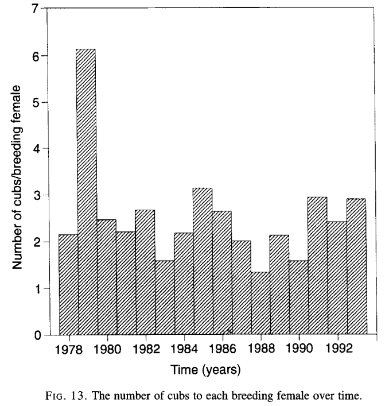 7
6
5
4
3
2
1
0
Number of cubs/breeding female
1978 1980 1982 1984 1986 1988 1990 1992
Time (years)
FIG. 13. The number of cubs to each breeding female over time.